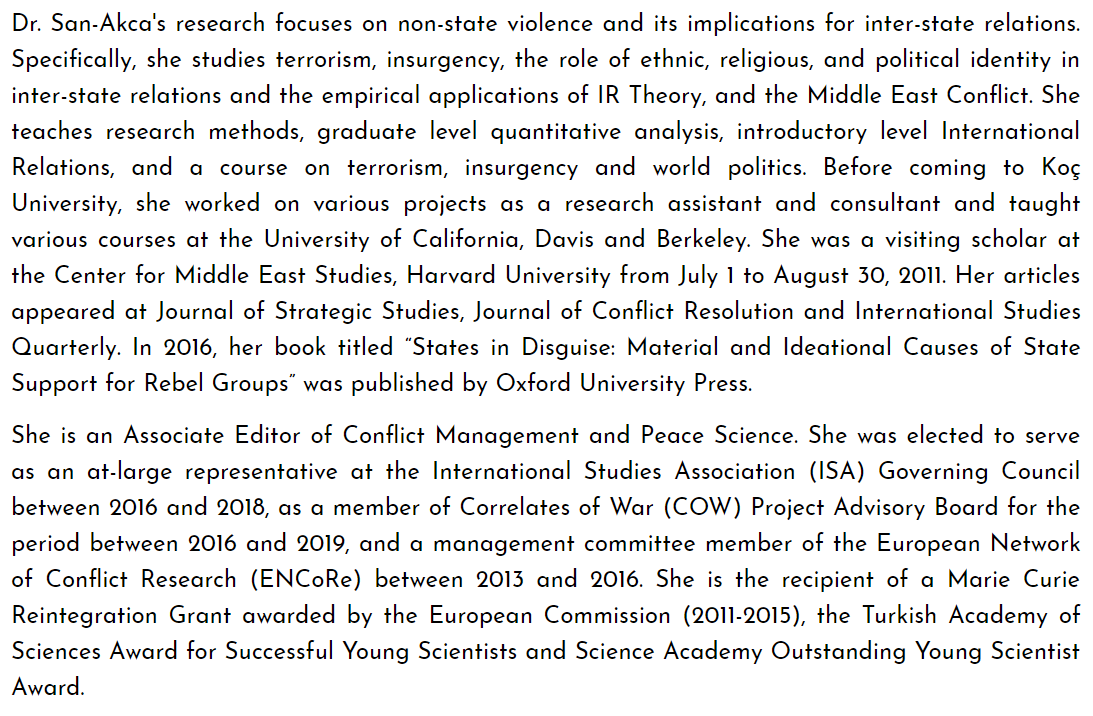 Dr. San-Akca's research focuses on non-state violence and its implications for inter-state relations.
Specifically, she studies terrorism, insurgency, the role of ethnic, religious, and political identity in
inter-state relations and the empirical applications of IR Theory, and the Middle East Conflict. She
teaches research methods, graduate level quantitative analysis, introductory level International
Relations, and a course on terrorism, insurgency and world politics. Before coming to Koç
University, she worked on various projects as a research assistant and consultant and taught
various courses at the University of California, Davis and Berkeley. She was a visiting scholar at
the Center for Middle East Studies, Harvard University from July 1 to August 30, 2011. Her articles
appeared at Journal of Strategic Studies, Journal of Conflict Resolution and International Studies
Quarterly. In 2016, her book titled “States in Disguise: Material and Ideational Causes of State
Support for Rebel Groups” was published by Oxford University Press.
She is an Associate Editor of Conflict Management and Peace Science. She was elected to serve
as an at-large representative at the International Studies Association (ISA) Governing Council
between 2016 and 2018, as a member of Correlates of War (COW) Project Advisory Board for the
period between 2016 and 2019, and a management committee member of the European Network
of Conflict Research (ENCoRe) between 2013 and 2016. She is the recipient of a Marie Curie
Reintegration Grant awarded by the European Commission (2011-2015), the Turkish Academy of
Sciences Award for Successful Young Scientists and Science Academy Outstanding Young Scientist
Award.